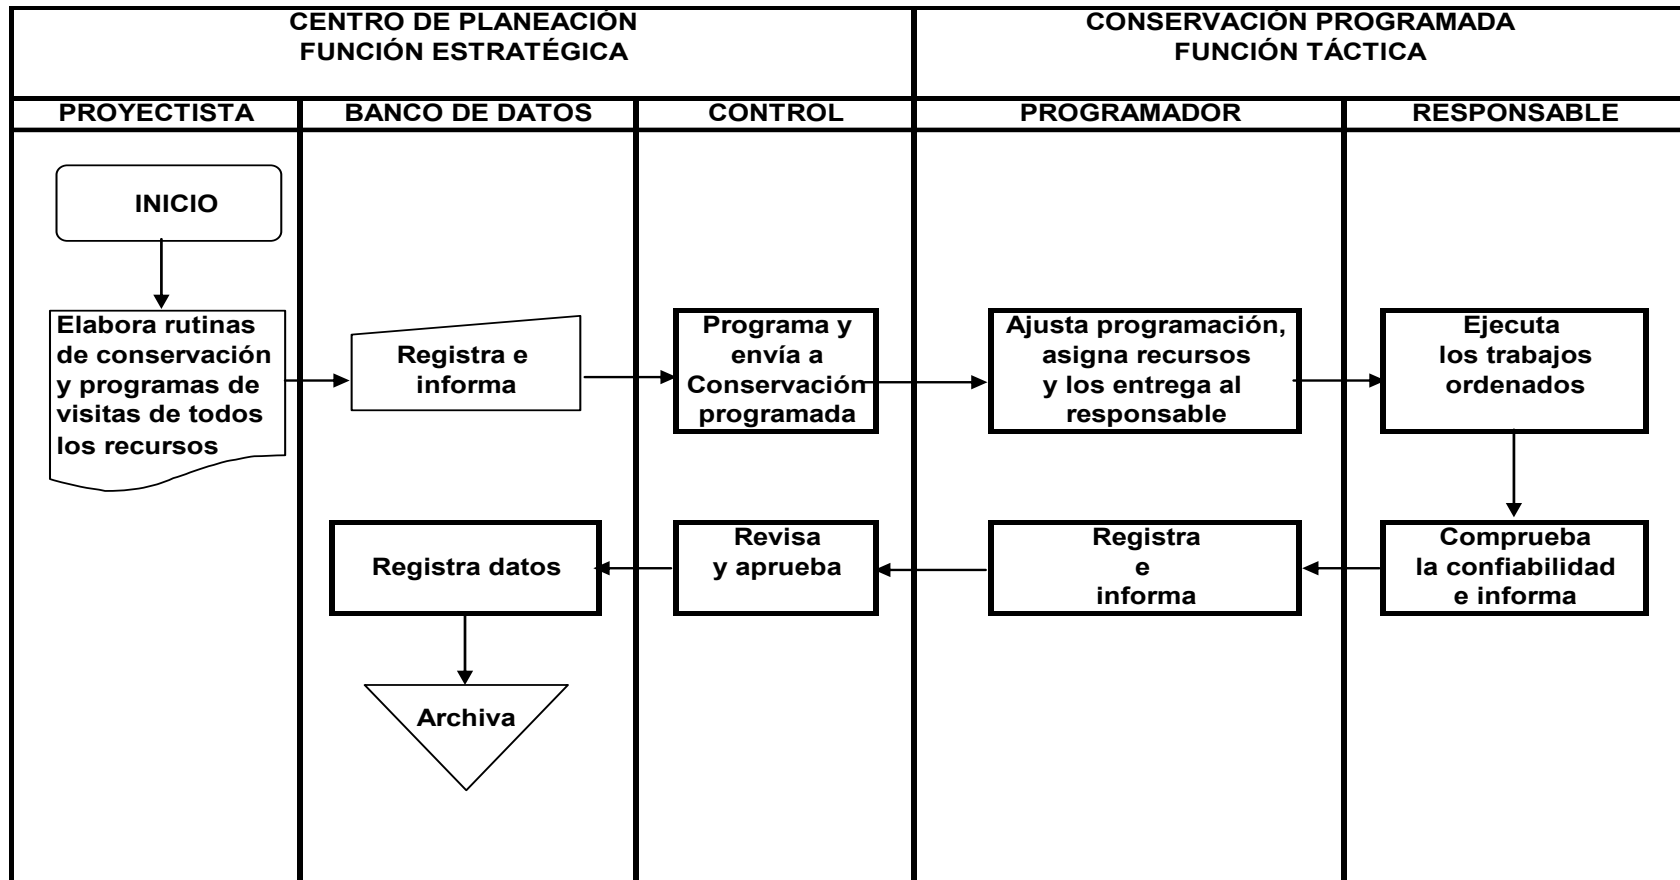 CENTRO DE PLANEACIÓN
FUNCIÓN ESTRATÉGICA
CONSERVACIÓN PROGRAMADA
FUNCIÓN TÁCTICA
PROYECTISTA
BANCO DE DATOS
CONTROL
PROGRAMADOR
RESPONSABLE
INICIO
Elabora rutinas
de conservación
y programas de
visitas de todos
los recursos
Registra e
informa
Programa y
envía a
Conservación
programada
Ajusta programación,
asigna recursos
y los entrega al
responsable
Ejecuta
los trabajos
ordenados
Registra datos
Revisa
y aprueba
Registra
e
informa
Comprueba
la confiabilidad
e informa
Archiva